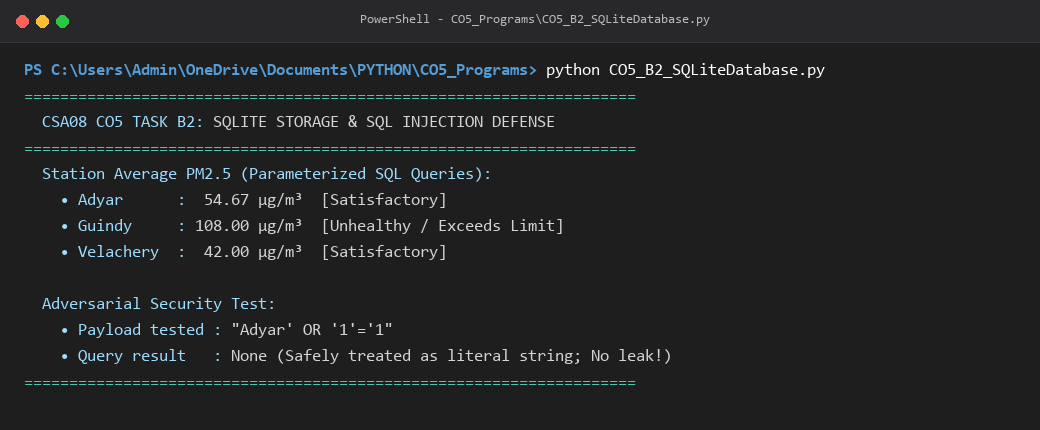 PowerShell - CO5_Programs\CO5_B2_SQLiteDatabase.py
PS C:\Users\Admin\OneDrive\Documents\PYTHON\CO5_Programs> python CO5_B2_SQLiteDatabase.py
====================================================================
CSA08 CO5 TASK B2: SQLITE STORAGE & SQL INJECTION DEFENSE
====================================================================
Station Average PM2.5 (Parameterized SQL Queries):
• Adyar      :  54.67 µg/m³  [Satisfactory]
• Guindy     : 108.00 µg/m³  [Unhealthy / Exceeds Limit]
• Velachery  :  42.00 µg/m³  [Satisfactory]
Adversarial Security Test:
• Payload tested : "Adyar' OR '1'='1"
• Query result   : None (Safely treated as literal string; No leak!)
====================================================================